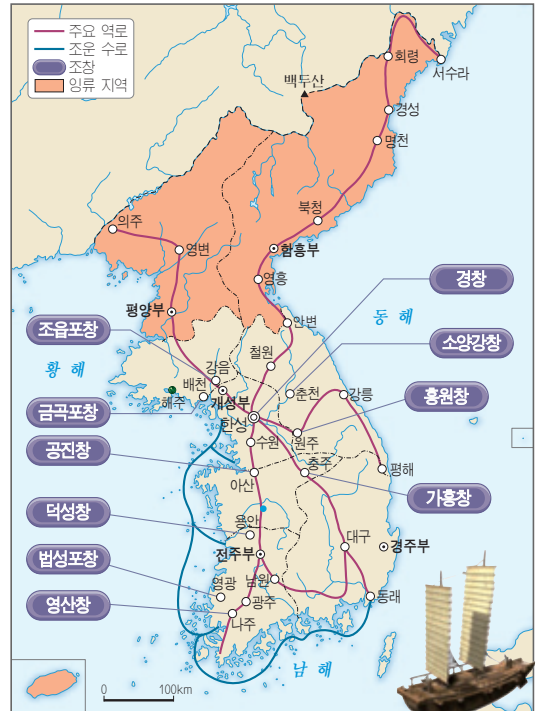 주요 역로
조운 수로
조창
잉류 지역
회령
서수라
백두산
경성
명천
북청
의주
영변
함흥부
영흥
경창
평양부
안변
동 해
조읍포창
소양강창
철원
황 해
강음
배천
춘천
강릉
해주
개성부
흥원창
금곡포창
한성
수원
원주
공진창
충주
평해
아산
가흥창
덕성창
용안
대구
전주부
경주부
법성포창
영광
남원
동래
영산창
광주
나주
남 해
0
100km